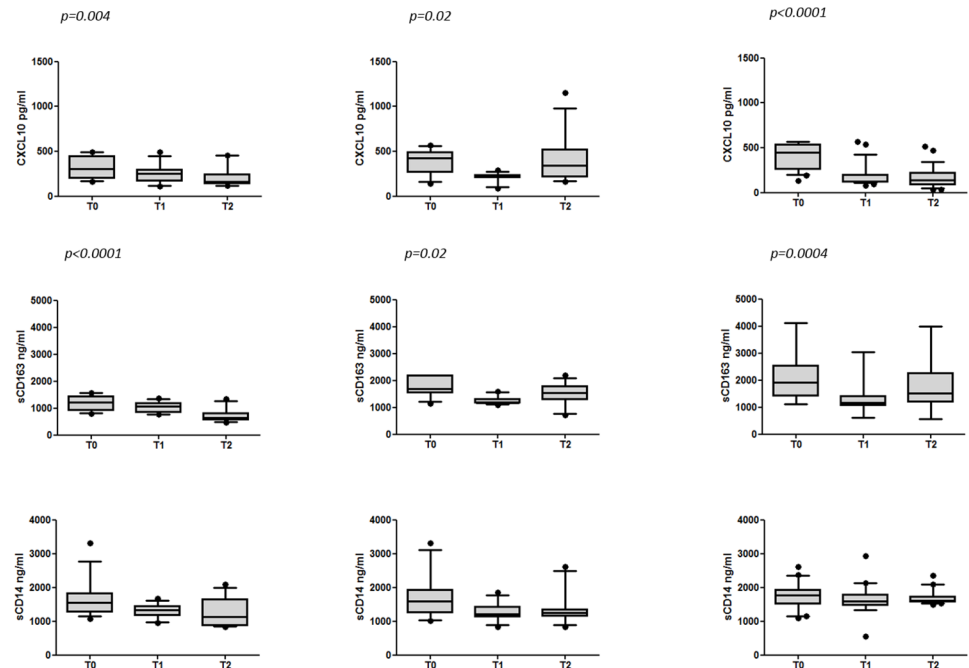 p=0.004
p=0.02
p<0.0001
CXCL10 pg/ml
1500
1000
500
0
T0 T1 T2
CXCL10 pg/ml
1500
1000
500
0
T0 T1 T2
CXCL10 pg/ml
1500
1000
500
0
T0 T1 T2
p<0.0001
p=0.02
p=0.0004
sCD163 ng/ml
5000
4000
3000
2000
1000
0
T0 T1 T2
sCD163 ng/ml
5000
4000
3000
2000
1000
0
T0 T1 T2
sCD163 ng/ml
5000
4000
3000
2000
1000
0
T0 T1 T2
sCD14 ng/ml
4000
3000
2000
1000
0
T0 T1 T2
sCD14 ng/ml
4000
3000
2000
1000
0
T0 T1 T2
sCD14 ng/ml
4000
3000
2000
1000
0
T0 T1 T2